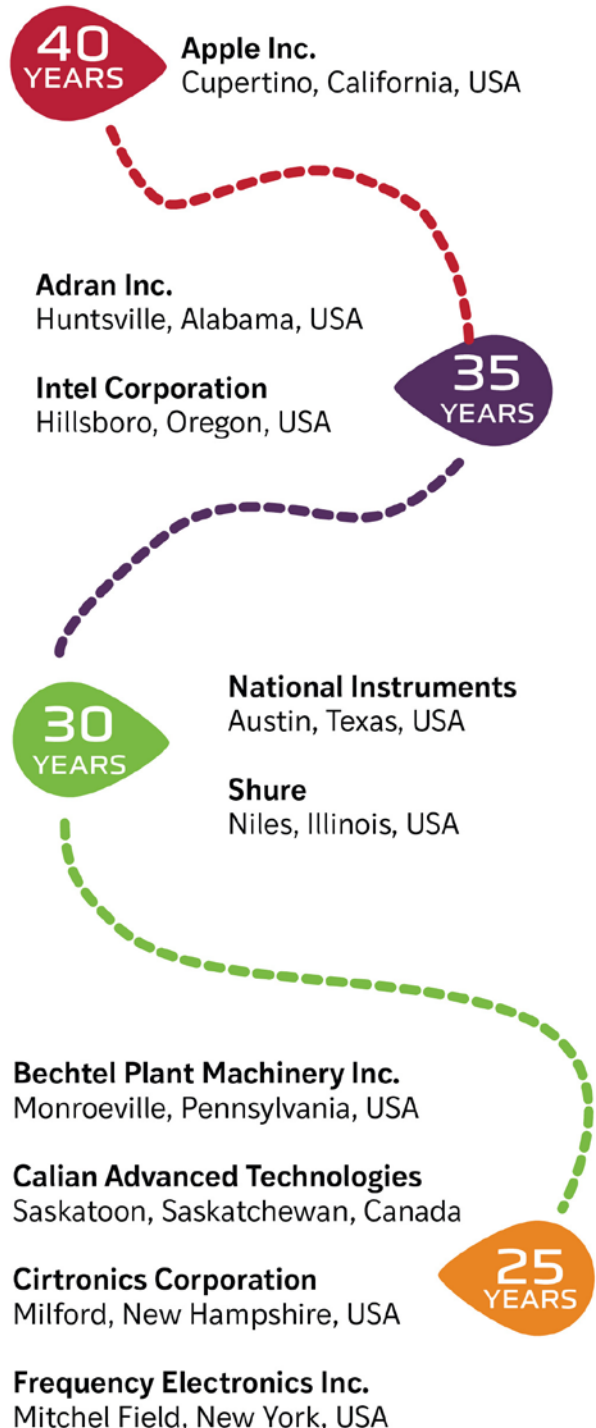 40
YEARS
Apple Inc.
Cupertino, California, USA
Adran Inc.
Huntsville, Alabama, USA
Intel Corporation
Hillsboro, Oregon, USA
35
YEARS
30
YEARS
National Instruments
Austin, Texas, USA
Shure
Niles, Illinois, USA
Bechtel Plant Machinery Inc.
Monroeville, Pennsylvania, USA
Calian Advanced Technologies
Saskatoon, Saskatchewan, Canada
Cirtronics Corporation
Milford, New Hampshire, USA
25
YEARS
Frequency Electronics Inc.
Mitchel Field, New York, USA